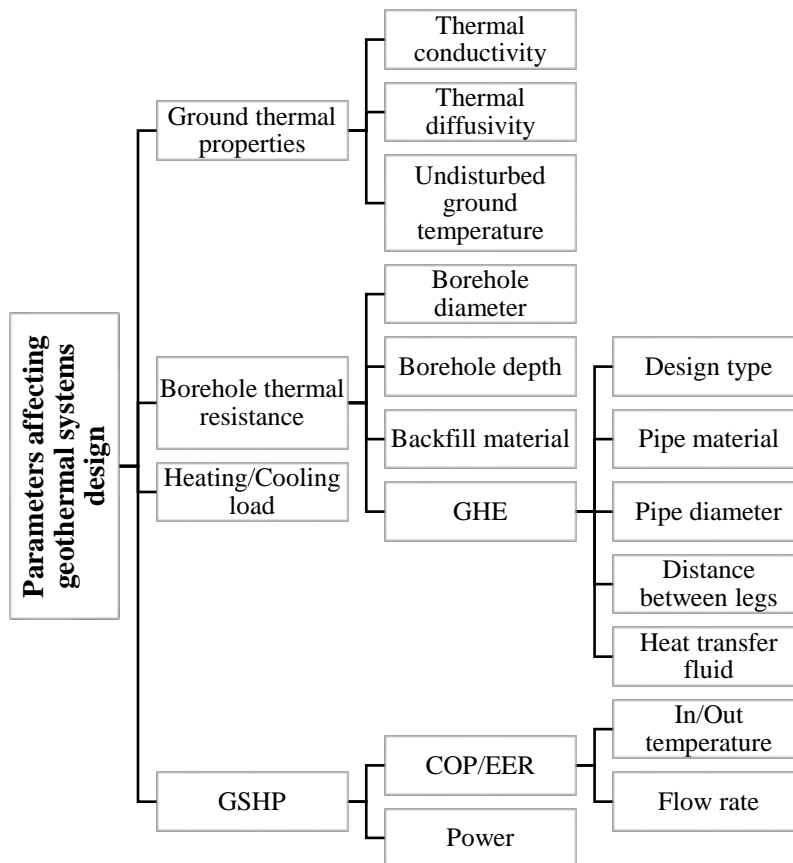 Parameters affecting
geothermal systems
design
Ground thermal
properties
Thermal
conductivity
Thermal
diffusivity
Undisturbed
ground
temperature
Borehole thermal
resistance
Borehole
diameter
Borehole depth
Backfill material
GHE
Design type
Pipe material
Pipe diameter
Distance
between legs
Heat transfer
fluid
Heating/Cooling
load
GSHP
COP/EER
In/Out
temperature
Flow rate
Power